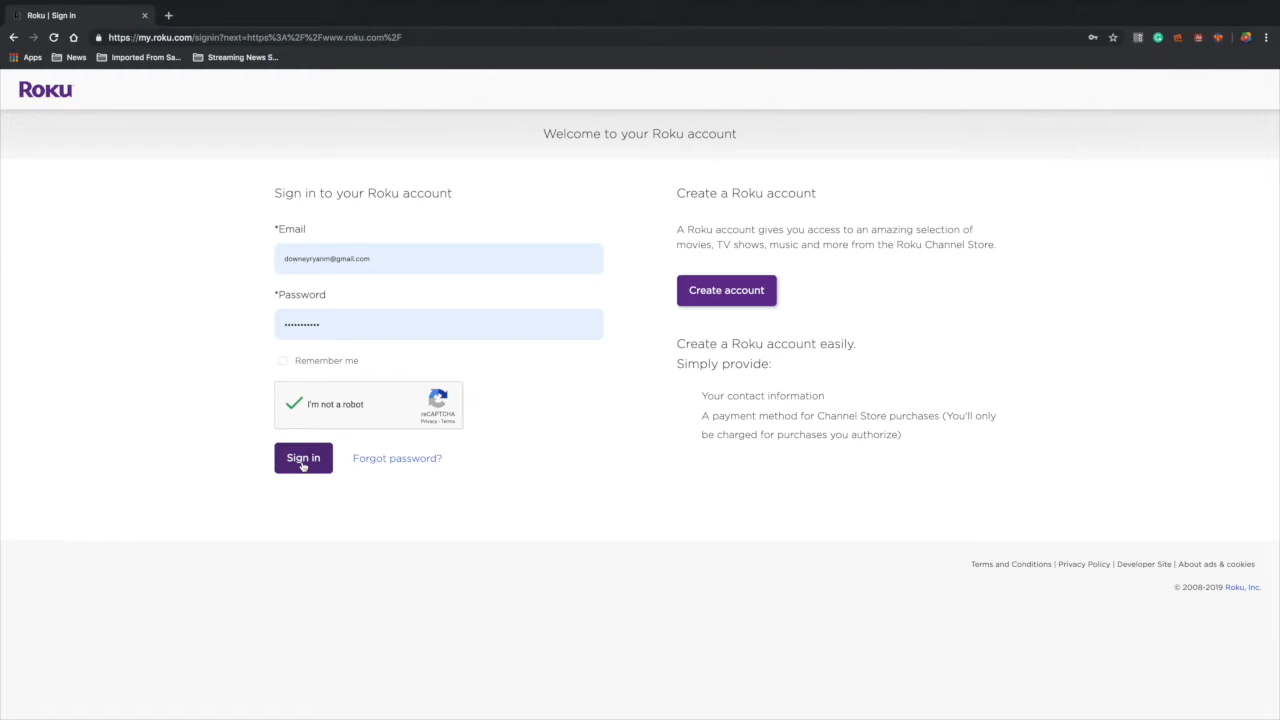 Roku | Sign in
https://my.roku.com/signin?next=https%3A%2F%2Fwww.roku.com%2F
Apps
News
Imported From Sa...
Streaming News S...
Roku
Welcome to your Roku account
Sign in to your Roku account
*Email
downeyryanm@gmail.com
*Password
•••••••••••
Remember me
I'm not a robot
reCAPTCHA
Privacy - Terms
Sign in
Forgot password?
Create a Roku account
A Roku account gives you access to an amazing selection of
movies, TV shows, music and more from the Roku Channel Store.
Create account
Create a Roku account easily.
Simply provide:
Your contact information
A payment method for Channel Store purchases (You'll only
be charged for purchases you authorize)
Terms and Conditions | Privacy Policy | Developer Site | About ads & cookies
© 2008-2019 Roku, Inc.